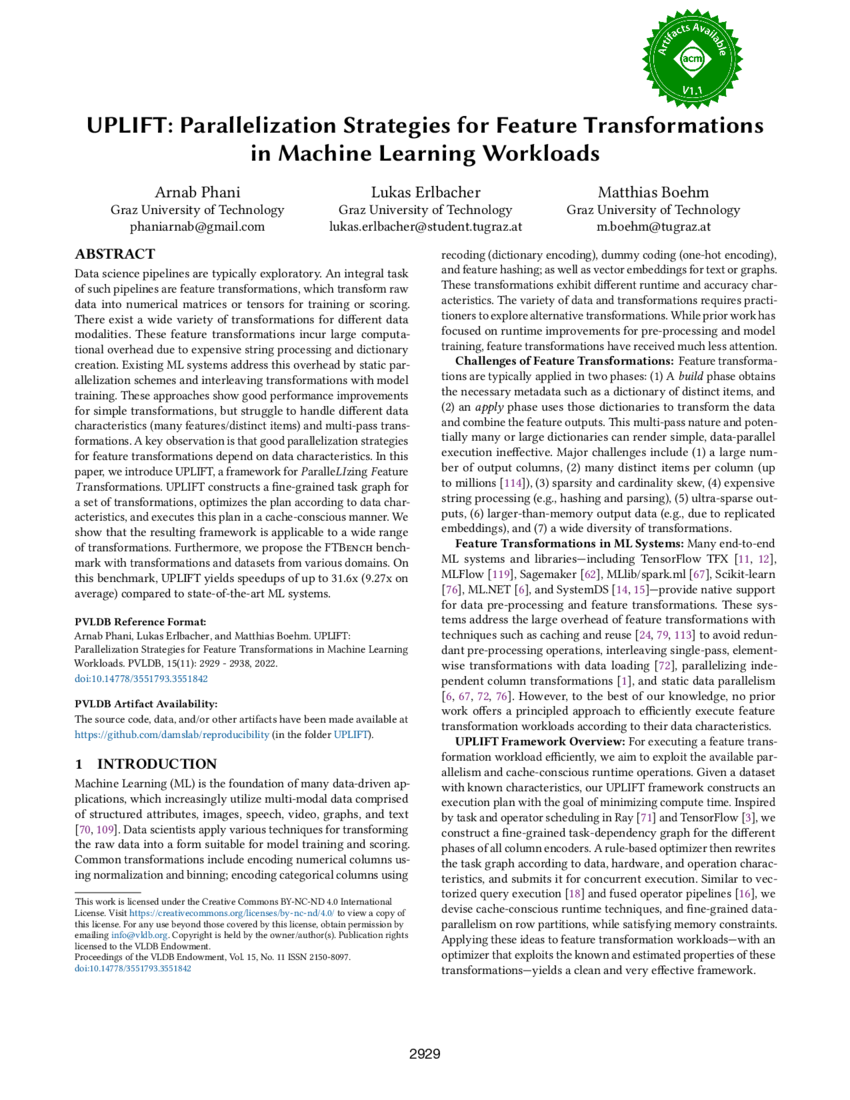 Artifacts Available
acm
V1.1
UPLIFT: Parallelization Strategies for Feature Transformations
in Machine Learning Workloads
Arnab Phani
Graz University of Technology
phaniarnab@gmail.com
Lukas Erlbacher
Graz University of Technology
lukas.erlbacher@student.tugraz.at
Matthias Boehm
Graz University of Technology
m.boehm@tugraz.at
ABSTRACT
Data science pipelines are typically exploratory. An integral task
of such pipelines are feature transformations, which transform raw
data into numerical matrices or tensors for training or scoring.
There exist a wide variety of transformations for different data
modalities. These feature transformations incur large computa-
tional overhead due to expensive string processing and dictionary
creation. Existing ML systems address this overhead by static par-
allelization schemes and interleaving transformations with model
training. These approaches show good performance improvements
for simple transformations, but struggle to handle different data
characteristics (many features/distinct items) and multi-pass trans-
formations. A key observation is that good parallelization strategies
for feature transformations depend on data characteristics. In this
paper, we introduce UPLIFT, a framework for ParalleLIzing Feature
Transformations. UPLIFT constructs a fine-grained task graph for
a set of transformations, optimizes the plan according to data char-
acteristics, and executes this plan in a cache-conscious manner. We
show that the resulting framework is applicable to a wide range
of transformations. Furthermore, we propose the FTBench bench-
mark with transformations and datasets from various domains. On
this benchmark, UPLIFT yields speedups of up to 31.6x (9.27x on
average) compared to state-of-the-art ML systems.
PVLDB Reference Format:
Arnab Phani, Lukas Erlbacher, and Matthias Boehm. UPLIFT:
Parallelization Strategies for Feature Transformations in Machine Learning
Workloads. PVLDB, 15(11): 2929 - 2938, 2022.
doi:10.14778/3551793.3551842
PVLDB Artifact Availability:
The source code, data, and/or other artifacts have been made available at
https://github.com/damslab/reproducibility (in the folder UPLIFT).
1 INTRODUCTION
Machine Learning (ML) is the foundation of many data-driven ap-
plications, which increasingly utilize multi-modal data comprised
of structured attributes, images, speech, video, graphs, and text
[70, 109]. Data scientists apply various techniques for transforming
the raw data into a form suitable for model training and scoring.
Common transformations include encoding numerical columns us-
ing normalization and binning; encoding categorical columns using
This work is licensed under the Creative Commons BY-NC-ND 4.0 International
License. Visit https://creativecommons.org/licenses/by-nc-nd/4.0/ to view a copy of
this license. For any use beyond those covered by this license, obtain permission by
emailing info@vldb.org. Copyright is held by the owner/author(s). Publication rights
licensed to the VLDB Endowment.
Proceedings of the VLDB Endowment, Vol. 15, No. 11 ISSN 2150-8097.
doi:10.14778/3551793.3551842
recoding (dictionary encoding), dummy coding (one-hot encoding),
and feature hashing; as well as vector embeddings for text or graphs.
These transformations exhibit different runtime and accuracy char-
acteristics. The variety of data and transformations requires practi-
tioners to explore alternative transformations. While prior work has
focused on runtime improvements for pre-processing and model
training, feature transformations have received much less attention.
Challenges of Feature Transformations: Feature transforma-
tions are typically applied in two phases: (1) A build phase obtains
the necessary metadata such as a dictionary of distinct items, and
(2) an apply phase uses those dictionaries to transform the data
and combine the feature outputs. This multi-pass nature and poten-
tially many or large dictionaries can render simple, data-parallel
execution ineffective. Major challenges include (1) a large num-
ber of output columns, (2) many distinct items per column (up
to millions [114]), (3) sparsity and cardinality skew, (4) expensive
string processing (e.g., hashing and parsing), (5) ultra-sparse out-
puts, (6) larger-than-memory output data (e.g., due to replicated
embeddings), and (7) a wide diversity of transformations.
Feature Transformations in ML Systems: Many end-to-end
ML systems and libraries—including TensorFlow TFX [11, 12],
MLFlow [119], Sagemaker [62], MLlib/spark.ml [67], Scikit-learn
[76], ML.NET [6], and SystemDS [14, 15]—provide native support
for data pre-processing and feature transformations. These sys-
tems address the large overhead of feature transformations with
techniques such as caching and reuse [24, 79, 113] to avoid redun-
dant pre-processing operations, interleaving single-pass, element-
wise transformations with data loading [72], parallelizing inde-
pendent column transformations [1], and static data parallelism
[6, 67, 72, 76]. However, to the best of our knowledge, no prior
work offers a principled approach to efficiently execute feature
transformation workloads according to their data characteristics.
UPLIFT Framework Overview: For executing a feature trans-
formation workload efficiently, we aim to exploit the available par-
allelism and cache-conscious runtime operations. Given a dataset
with known characteristics, our UPLIFT framework constructs an
execution plan with the goal of minimizing compute time. Inspired
by task and operator scheduling in Ray [71] and TensorFlow [3], we
construct a fine-grained task-dependency graph for the different
phases of all column encoders. A rule-based optimizer then rewrites
the task graph according to data, hardware, and operation charac-
teristics, and submits it for concurrent execution. Similar to vec-
torized query execution [18] and fused operator pipelines [16], we
devise cache-conscious runtime techniques, and fine-grained data-
parallelism on row partitions, while satisfying memory constraints.
Applying these ideas to feature transformation workloads—with an
optimizer that exploits the known and estimated properties of these
transformations—yields a clean and very effective framework.
2929